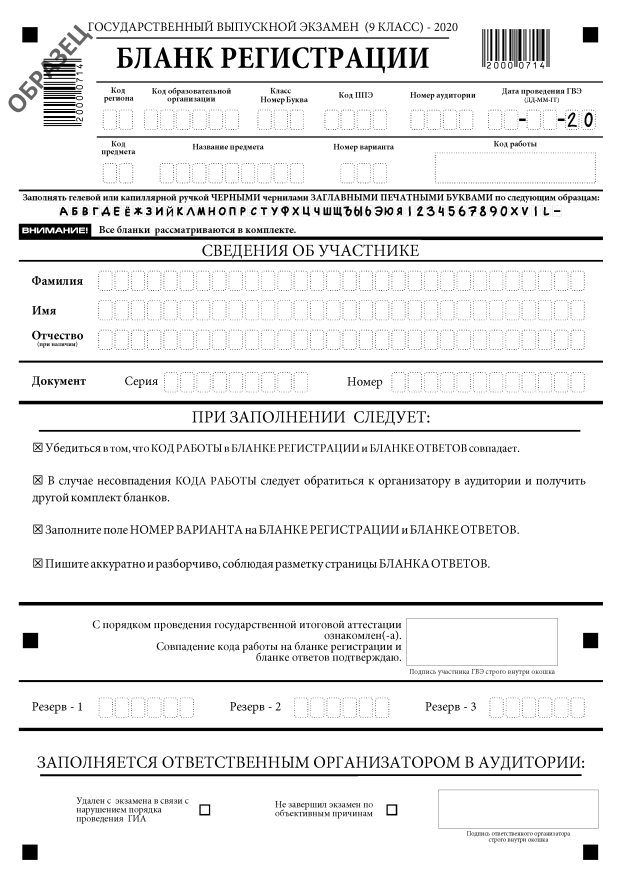 ГОСУДАРСТВЕННЫЙ ВЫПУСКНОЙ ЭКЗАМЕН (9 КЛАСС) - 2020
ОБРАЗЕЦ
БЛАНК РЕГИСТРАЦИИ
20000714
20000714
Код региона
Код образовательной организации
Класс Номер Буква
Код ППЭ
Номер аудитории
Дата проведения ГВЭ (ДД-ММ-ГГ)
- -20
Код предмета
Название предмета
Номер варианта
Код работы
Заполнять гелевой или капиллярной ручкой ЧЕРНЫМИ чернилами ЗАГЛАВНЫМИ ПЕЧАТНЫМИ БУКВАМИ по следующим образцам:
АБВГДЕЁЖЗИЙКЛМНОПРСТУФХЦЧШЩЪЫЬЭЮЯ1234567890XVIL-
ВНИМАНИЕ! Все бланки рассматриваются в комплекте.
СВЕДЕНИЯ ОБ УЧАСТНИКЕ
Фамилия
Имя
Отчество
(при наличии)
Документ Серия Номер
ПРИ ЗАПОЛНЕНИИ СЛЕДУЕТ:
☒ Убедиться в том, что КОД РАБОТЫ в БЛАНКЕ РЕГИСТРАЦИИ и БЛАНКЕ ОТВЕТОВ совпадает.
☒ В случае несовпадения КОДА РАБОТЫ следует обратиться к организатору в аудитории и получить
другой комплект бланков.
☒ Заполните поле НОМЕР ВАРИАНТА на БЛАНКЕ РЕГИСТРАЦИИ и БЛАНКЕ ОТВЕТОВ.
☒ Пишите аккуратно и разборчиво, соблюдая разметку страницы БЛАНКА ОТВЕТОВ.
С порядком проведения государственной итоговой аттестации
ознакомлен(-а).
Совпадение кода работы на бланке регистрации и
бланке ответов подтверждаю.
Подпись участника ГВЭ строго внутри окошка
Резерв - 1 Резерв - 2 Резерв - 3
ЗАПОЛНЯЕТСЯ ОТВЕТСТВЕННЫМ ОРГАНИЗАТОРОМ В АУДИТОРИИ:
Удален с экзамена в связи с
нарушением порядка
проведения ГИА
Не завершил экзамен по
объективным причинам
Подпись ответственного организатора
строго внутри окошка